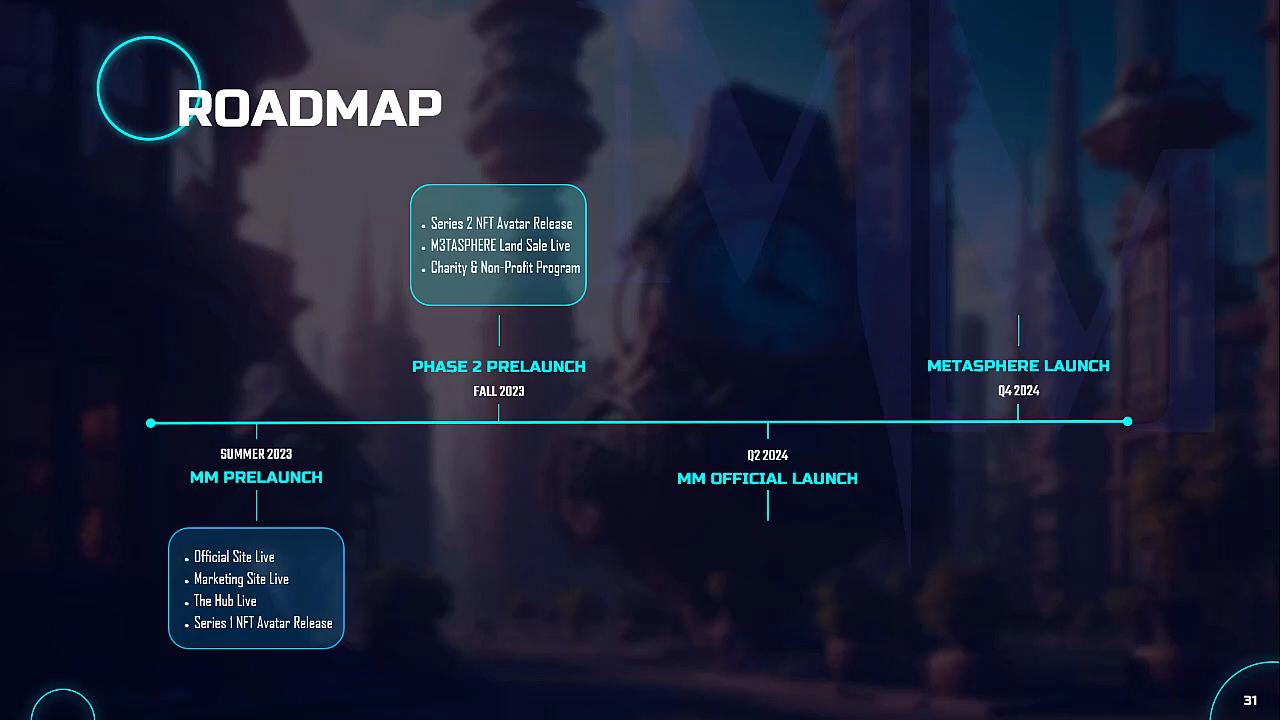 ROADMAP
• Series 2 NFT Avatar Release
• M3TASPHERE Land Sale Live
• Charity & Non-Profit Program
PHASE 2 PRELAUNCH
FALL 2023
METASPHERE LAUNCH
Q4 2024
SUMMER 2023
MM PRELAUNCH
Q2 2024
MM OFFICIAL LAUNCH
• Official Site Live
• Marketing Site Live
• The Hub Live
• Series 1 NFT Avatar Release
31